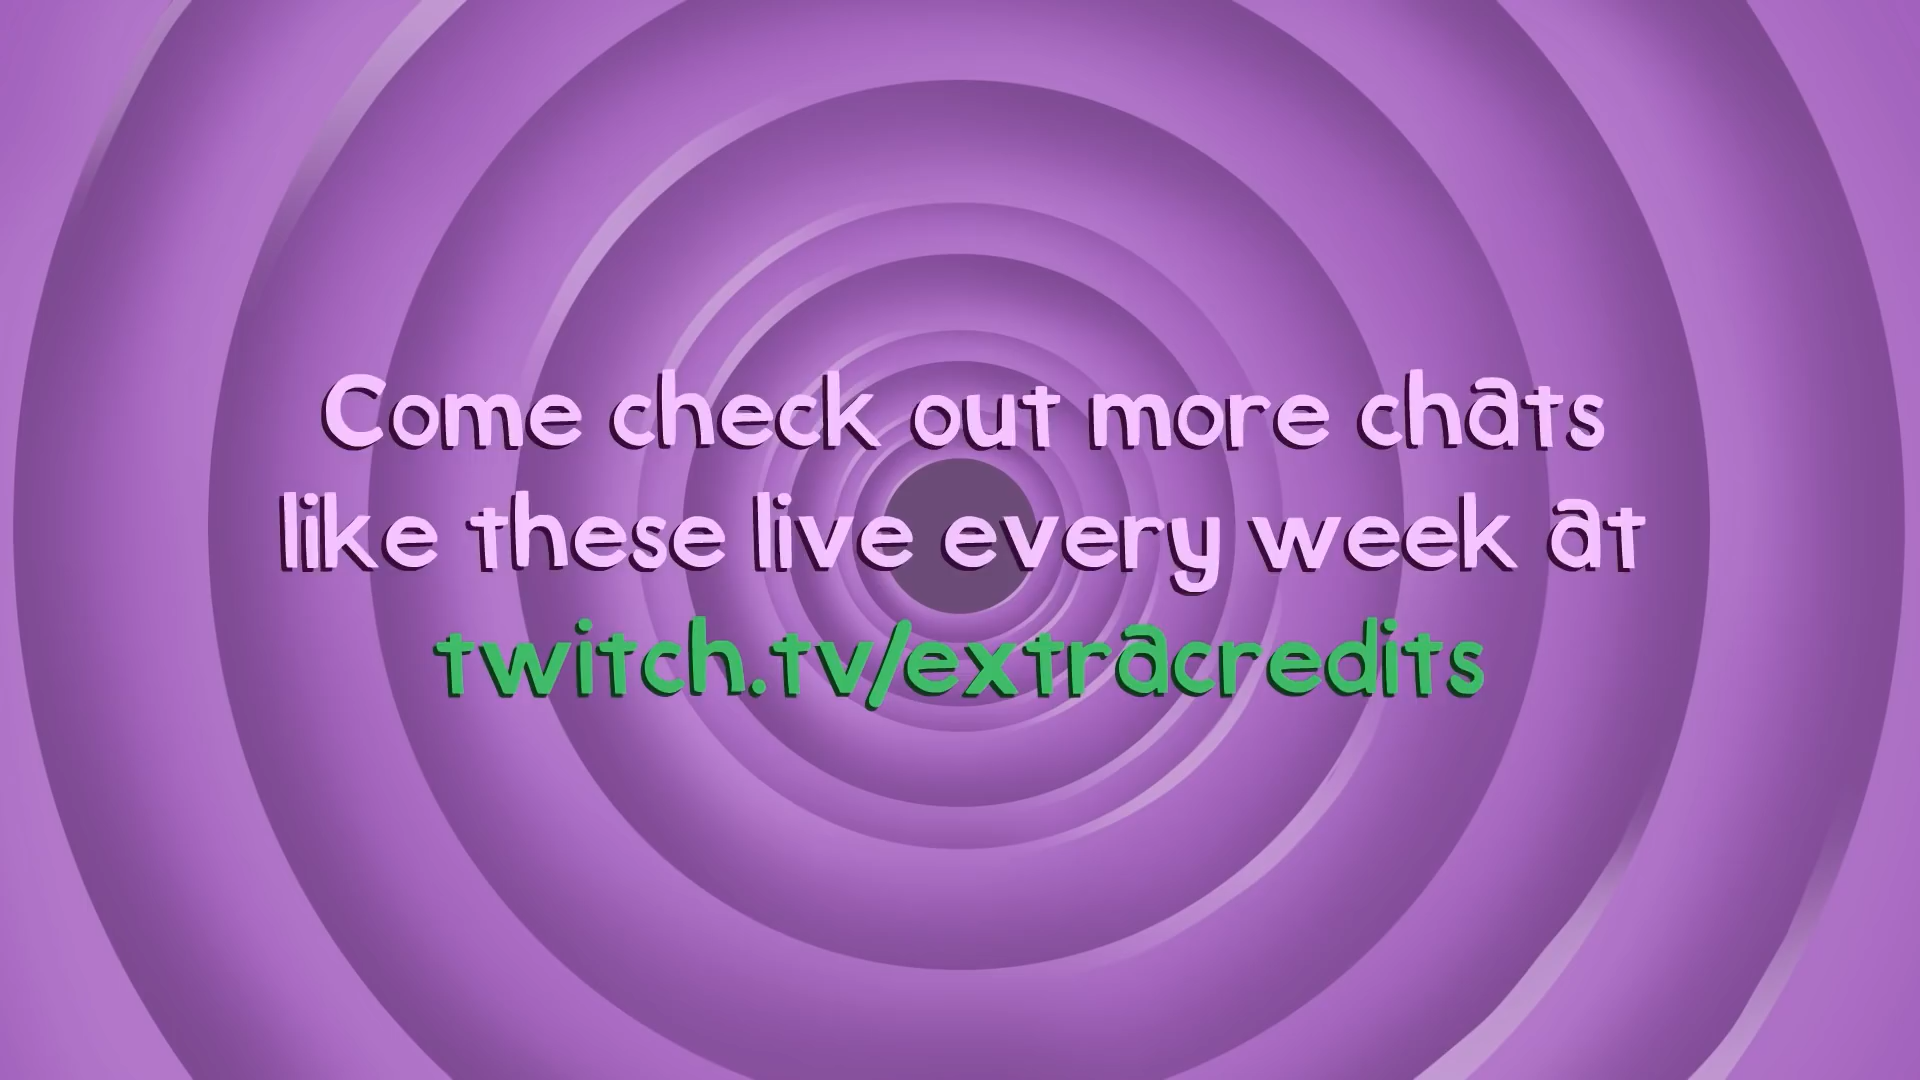 Come check out more chats
like these live every week at
twitch.tv/extracredits